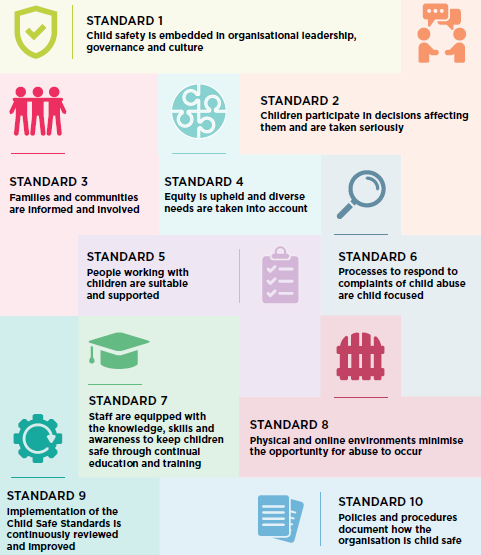 STANDARD 1
Child safety is embedded in organisational leadership,
governance and culture
STANDARD 2
Children participate in decisions affecting
them and are taken seriously
STANDARD 3
Families and communities
are informed and involved
STANDARD 4
Equity is upheld and diverse
needs are taken into account
STANDARD 5
People working with
children are suitable
and supported
STANDARD 6
Processes to respond to
complaints of child abuse
are child focused
STANDARD 7
Staff are equipped with
the knowledge, skills and
awareness to keep children
safe through continual
education and training
STANDARD 8
Physical and online environments minimise
the opportunity for abuse to occur
STANDARD 9
Implementation of the
Child Safe Standards is
continuously reviewed
and improved
STANDARD 10
Policies and procedures
document how the
organisation is child safe